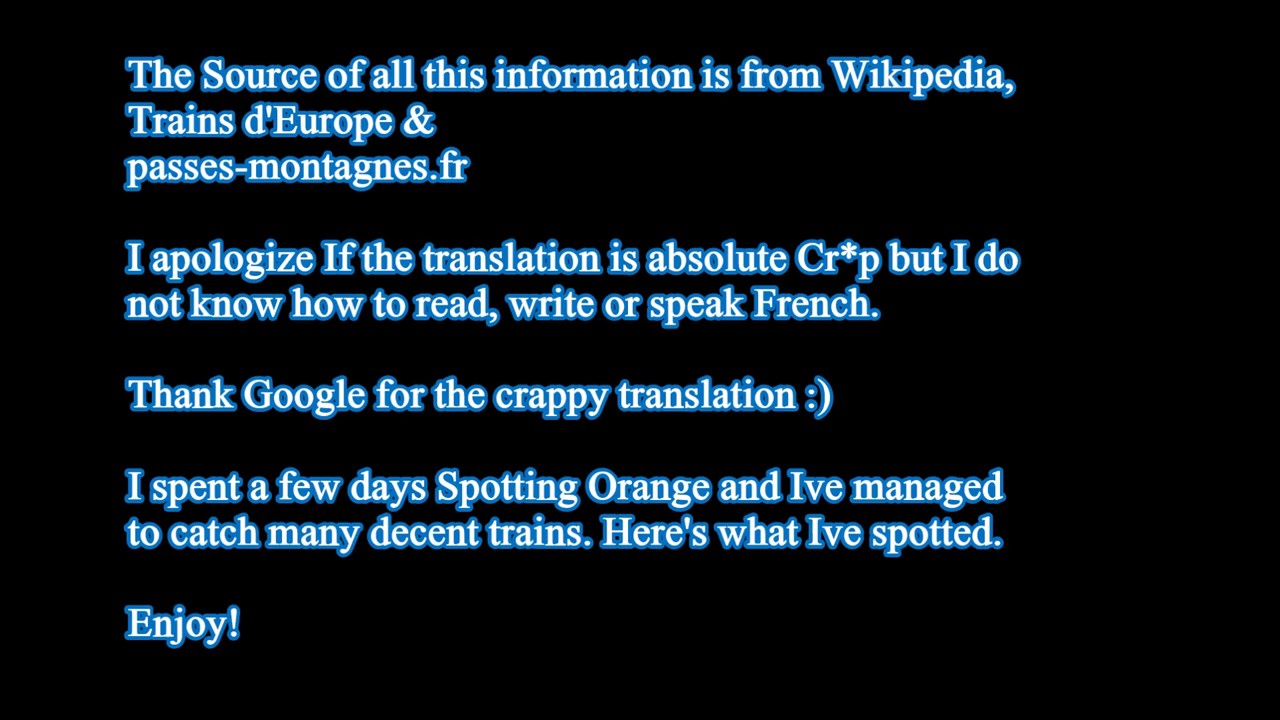 The Source of all this information is from Wikipedia,
Trains d'Europe &
passes-montagnes.fr
I apologize If the translation is absolute Cr*p but I do
not know how to read, write or speak French.
Thank Google for the crappy translation :)
I spent a few days Spotting Orange and Ive managed
to catch many decent trains. Here's what Ive spotted.
Enjoy!